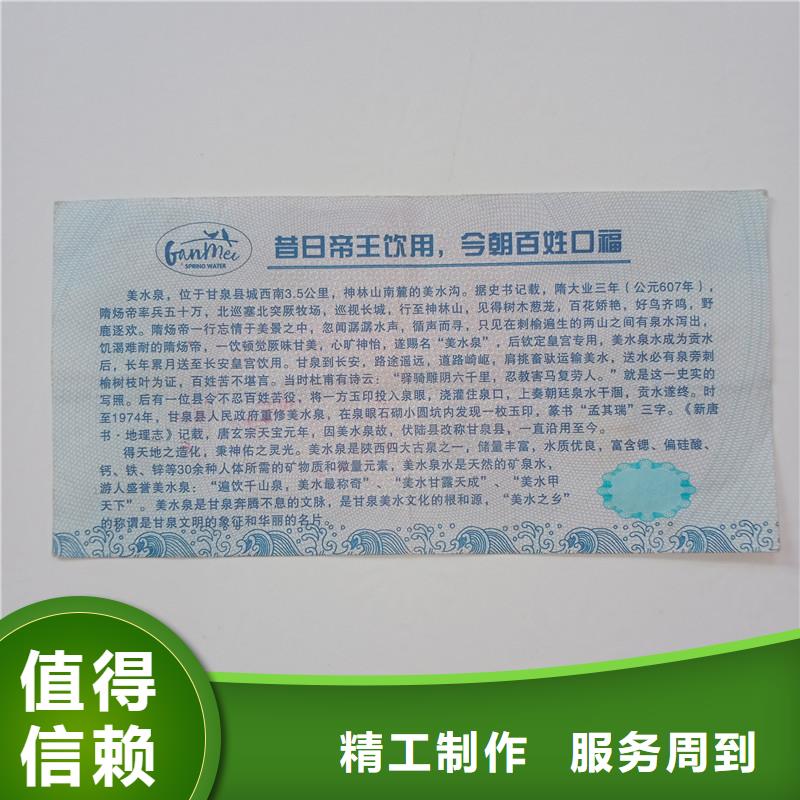 GanMei
SPRING WATER
昔日帝王饮用，今朝百姓口福
美水泉，位于甘泉县城西南3.5公里，神林山南麓的美水沟。据史书记载，隋大业三年（公元607年），
隋炀帝率兵五十万，北巡塞北突厥牧场，巡视长城，行至神林山，见得树木葱茏，百花娇艳，好鸟齐鸣，野
鹿逐欢。隋炀帝一行忘情于美景之中，忽闻潺潺水声，循声而寻，只见在刺榆遍生的两山之间有泉水泻出，
饥渴难耐的隋炀帝，一饮顿觉厥味甘美，心旷神怡，遂赐名“美水泉”，后钦定皇宫专用，美水泉水成为贡水
后，长年累月送至长安皇宫饮用。甘泉到长安，路途遥远，道路崎岖，肩挑畜驮运输美水，送水必有泉旁刺
榆树枝叶为证，百姓苦不堪言。当时杜甫有诗云：“驿骑雕阴六千里，忍教害马复劳人。”就是这一史实的
写照。后有一位县令不忍百姓苦役，将一方玉印投入泉眼，浇灌住泉口，上奏朝廷泉水干涸，贡水遂终。时
至1974年，甘泉县人民政府重修美水泉，在泉眼石砌小圆坑内发现一枚玉印，篆书“孟其瑞”三字。《新唐
书·地理志》记载，唐玄宗天宝元年，因美水泉故，伏陆县改称甘泉县，一直沿用至今。
得天地之造化，秉神佑之灵光。美水泉是陕西四大古泉之一，储量丰富，水质优良，富含锶、偏硅酸、
钙、铁、锌等30余种人体所需的矿物质和微量元素，美水泉水是天然的矿泉水，
游人盛誉美水泉：“遍饮千山泉，美水最称奇”、“美水甘露天成”、“美水甲
天下”。美水泉是甘泉奔腾不息的文脉，是甘泉美水文化的根和源，“美水之乡”
的称谓是甘泉文明的象征和华丽的名片。
值得
信赖
精工制作 服务周到